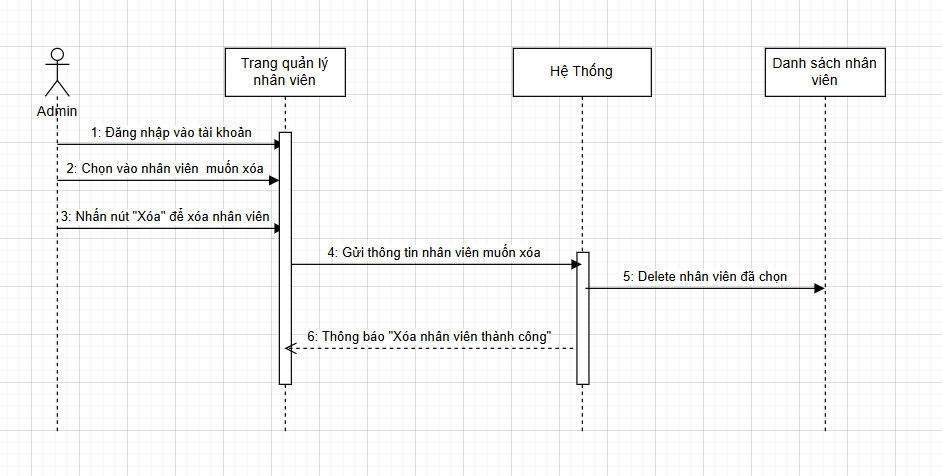 Trang quản lý
nhân viên
Hệ Thống
Danh sách nhân
viên
Admin
1: Đăng nhập vào tài khoản
2: Chọn vào nhân viên  muốn xóa
3: Nhấn nút "Xóa" để xóa nhân viên
4: Gửi thông tin nhân viên muốn xóa
5: Delete nhân viên đã chọn
6: Thông báo "Xóa nhân viên thành công"